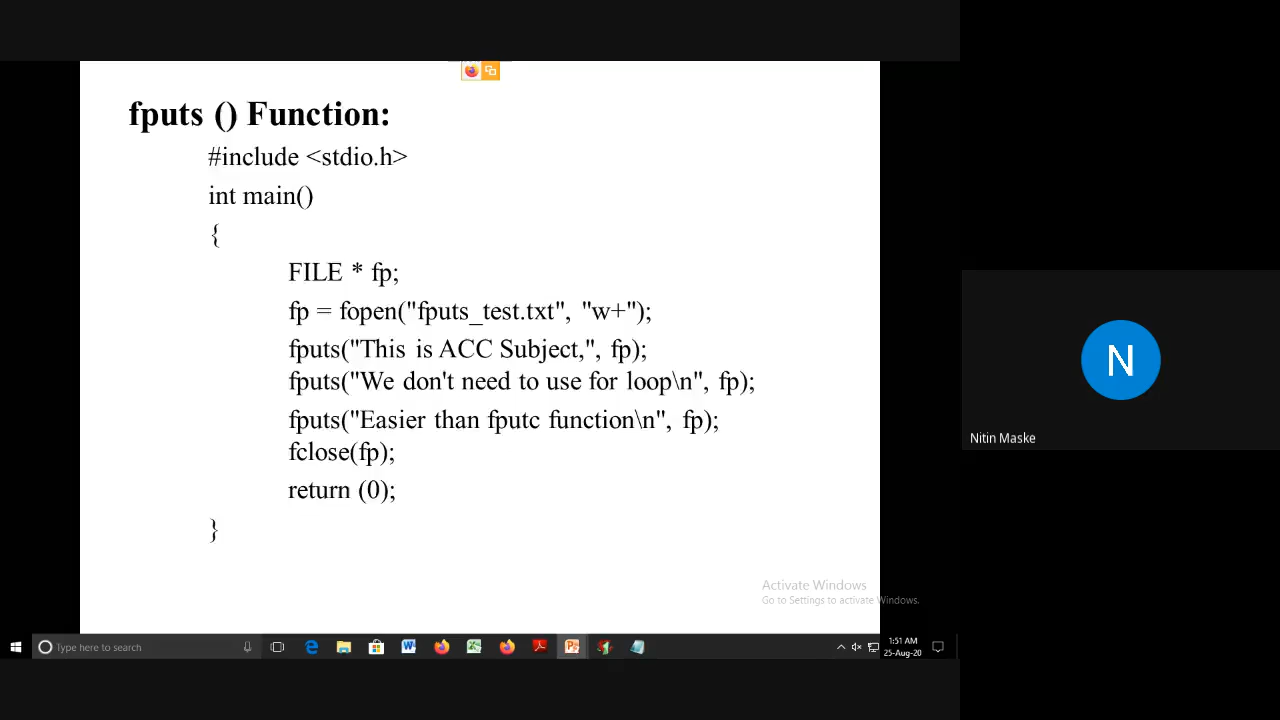 fputs () Function:
#include <stdio.h>
int main()
{
FILE * fp;
fp = fopen("fputs_test.txt", "w+");
fputs("This is ACC Subject,", fp);
fputs("We don't need to use for loop\n", fp);
fputs("Easier than fputc function\n", fp);
fclose(fp);
return (0);
}
N
Nitin Maske
Activate Windows
Go to Settings to activate Windows.
Type here to search
1:51 AM
25-Aug-20